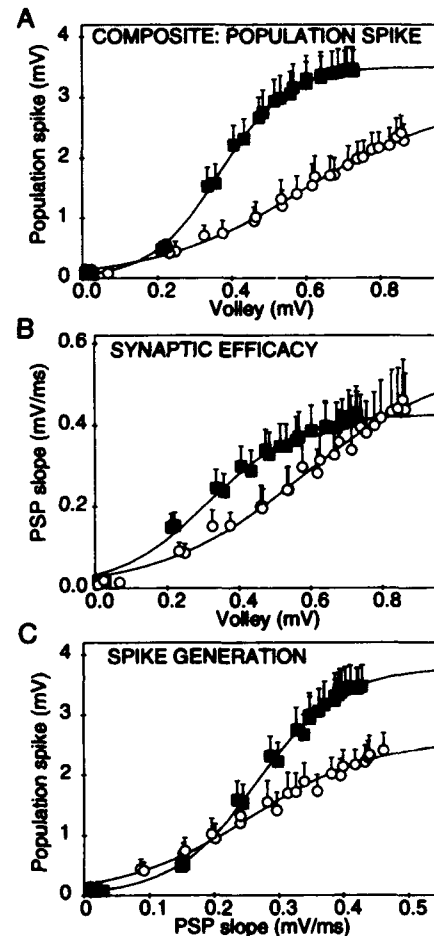 A
COMPOSITE: POPULATION SPIKE
Population spike (mV)
4
3
2
1
0
0.0 0.2 0.4 0.6 0.8
Volley (mV)
B
SYNAPTIC EFFICACY
PSP slope (mV/ms)
0.6
0.4
0.2
0.0
0.0 0.2 0.4 0.6 0.8
Volley (mV)
C
SPIKE GENERATION
Population spike (mV)
4
3
2
1
0
0 0.1 0.2 0.3 0.4 0.5
PSP slope (mV/ms)